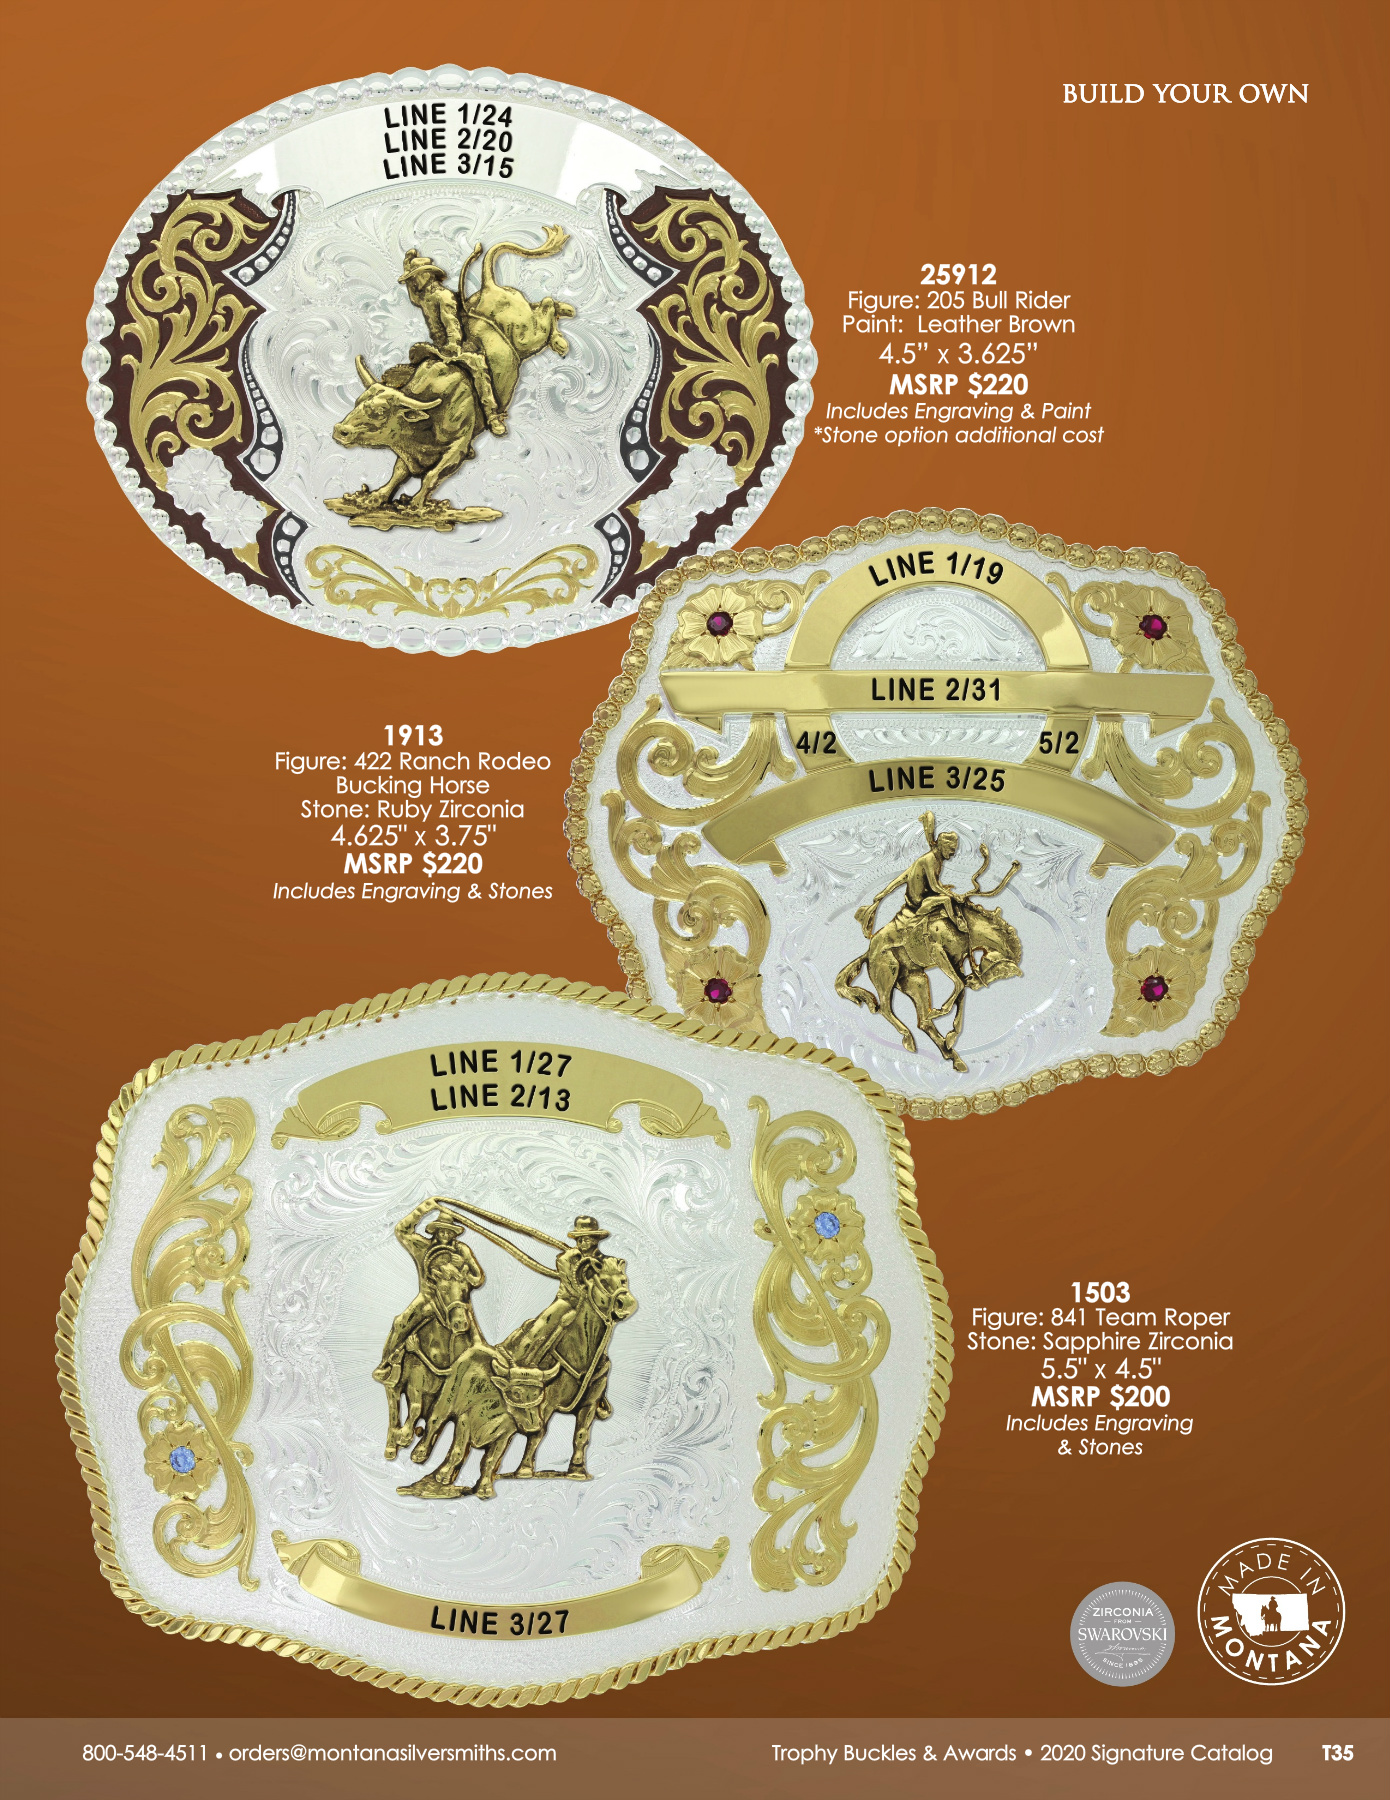 BUILD YOUR OWN
LINE 1/24
LINE 2/20
LINE 3/15
25912
Figure: 205 Bull Rider
Paint:  Leather Brown
4.5” x 3.625”
MSRP $220
Includes Engraving & Paint
*Stone option additional cost
LINE 1/19
LINE 2/31
4/2
5/2
LINE 3/25
1913
Figure: 422 Ranch Rodeo
Bucking Horse
Stone: Ruby Zirconia
4.625" x 3.75"
MSRP $220
Includes Engraving & Stones
LINE 1/27
LINE 2/13
LINE 3/27
1503
Figure: 841 Team Roper
Stone: Sapphire Zirconia
5.5" x 4.5"
MSRP $200
Includes Engraving
& Stones
ZIRCONIA
FROM
SWAROVSKI
SINCE 1895
MADE IN
MONTANA
800-548-4511 • orders@montanasilversmiths.com
Trophy Buckles & Awards • 2020 Signature Catalog T35